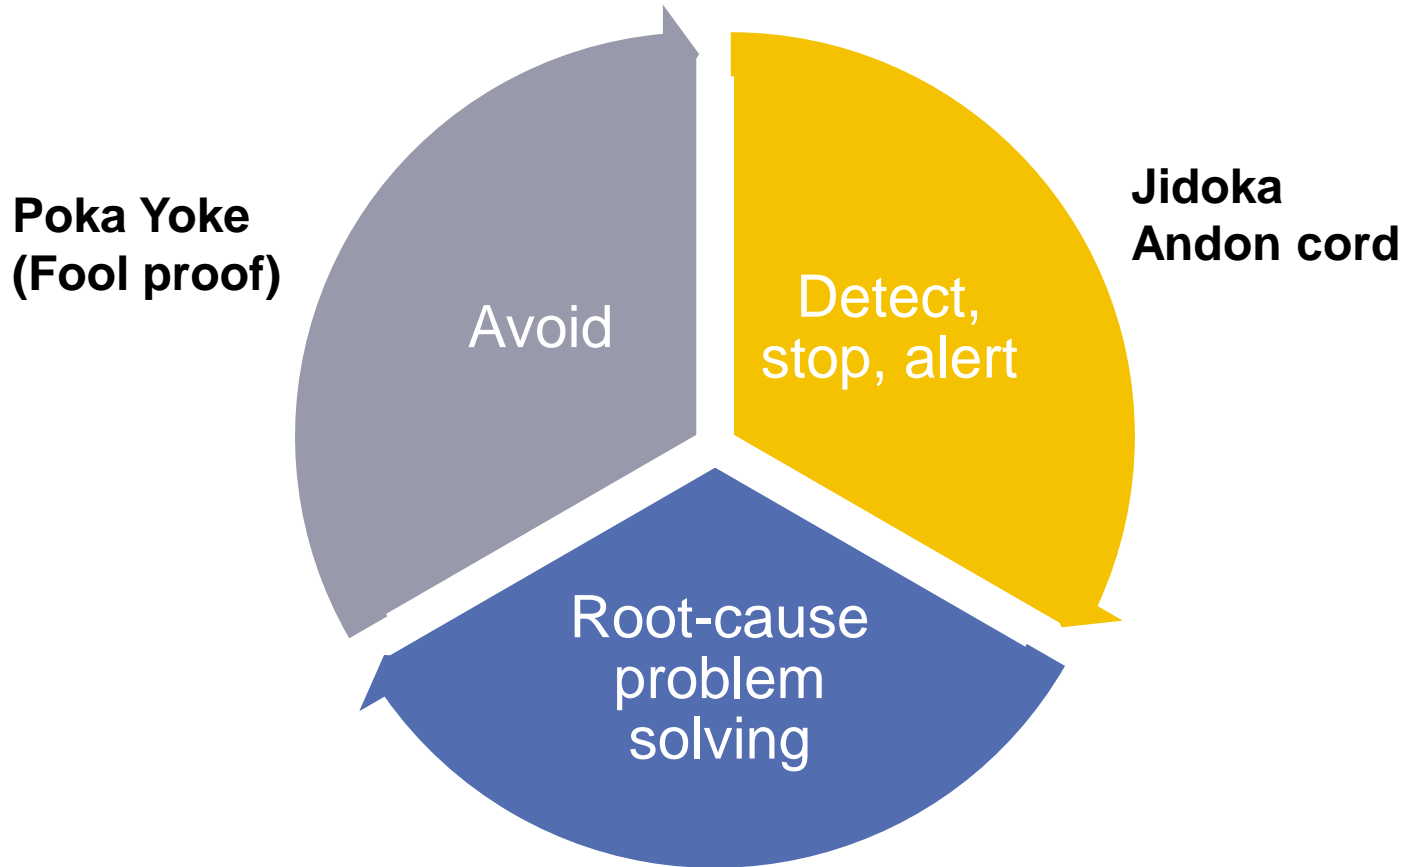 Poka Yoke
(Fool proof)
Avoid
Detect,
stop, alert
Jidoka
Andon cord
Root-cause
problem
solving